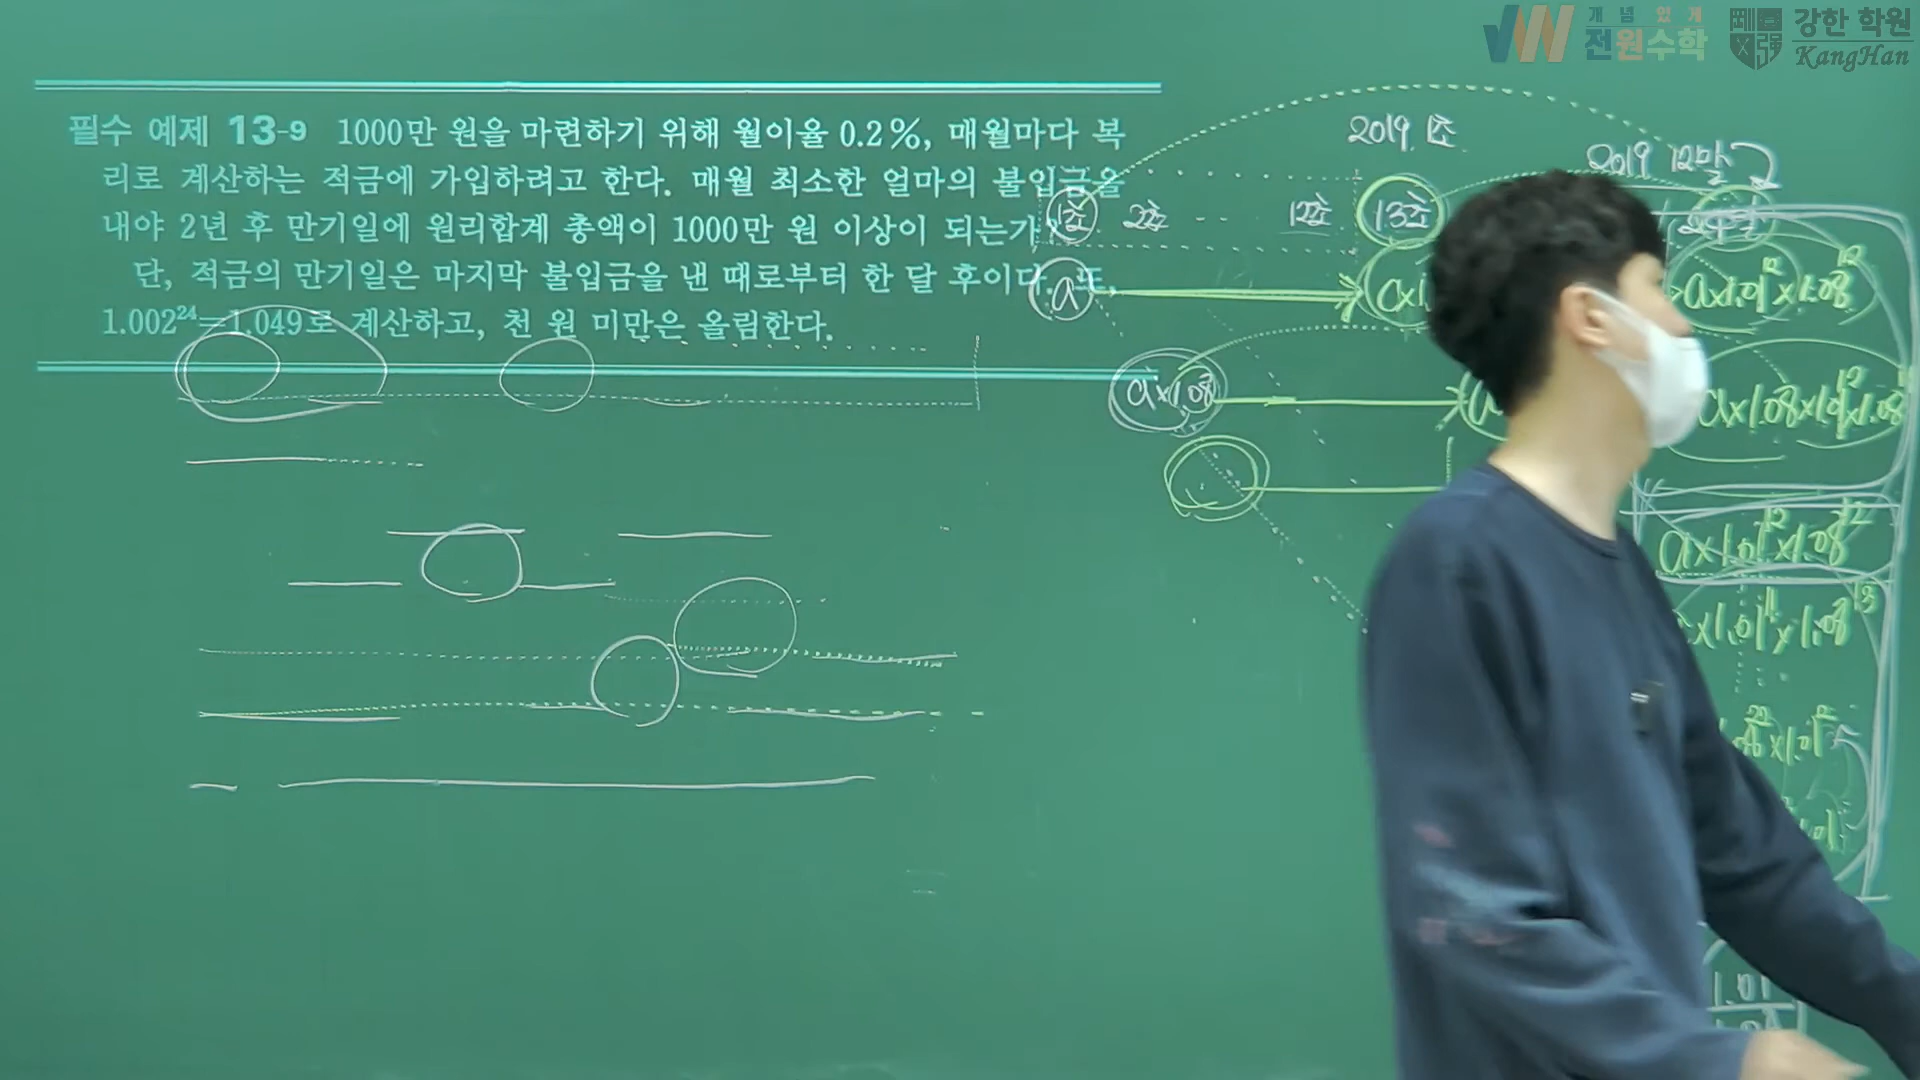 개념있게
전원수학
강한 학원
KangHan
필수 예제 13-9 1000만 원을 마련하기 위해 월이율 0.2%, 매월마다 복
리로 계산하는 적금에 가입하려고 한다. 매월 최소한 얼마의 불입금을
내야 2년 후 만기일에 원리합계 총액이 1000만 원 이상이 되는가?
단, 적금의 만기일은 마지막 불입금을 낸 때로부터 한 달 후이다. 또,
1.002²⁴=1.049로 계산하고, 천 원 미만은 올림한다.
2019. 1초
2019 12말
1초 2초 ·· 12초 13초
a
a×1.01¹²×1.08¹²
a×1.08
a×1.01¹²×1.08¹²
×1.01¹¹×1.08¹³
1.01